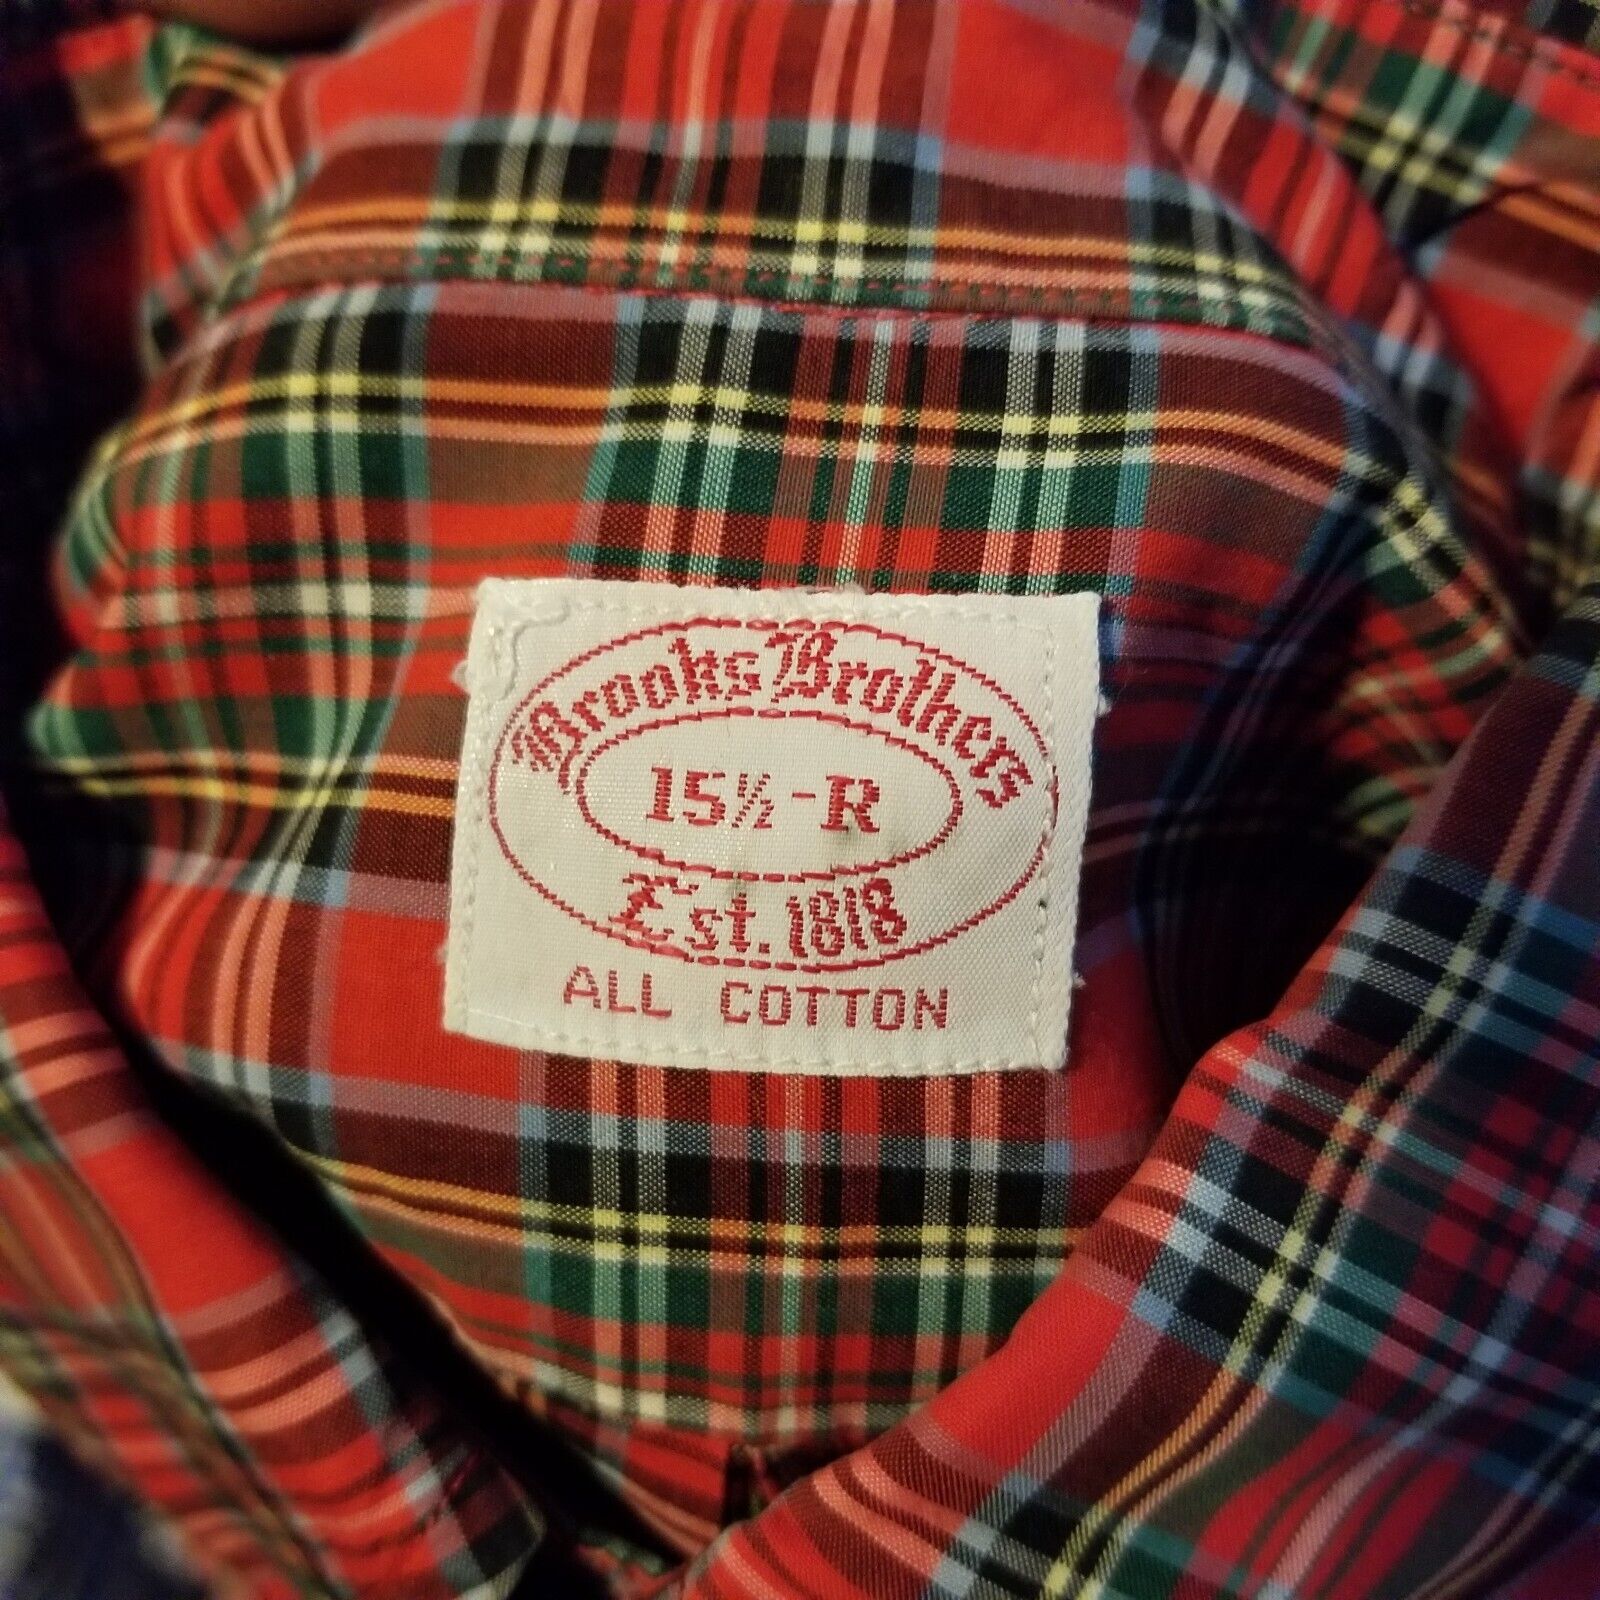 Brooks Brothers
15½-R
Est. 1818
ALL COTTON